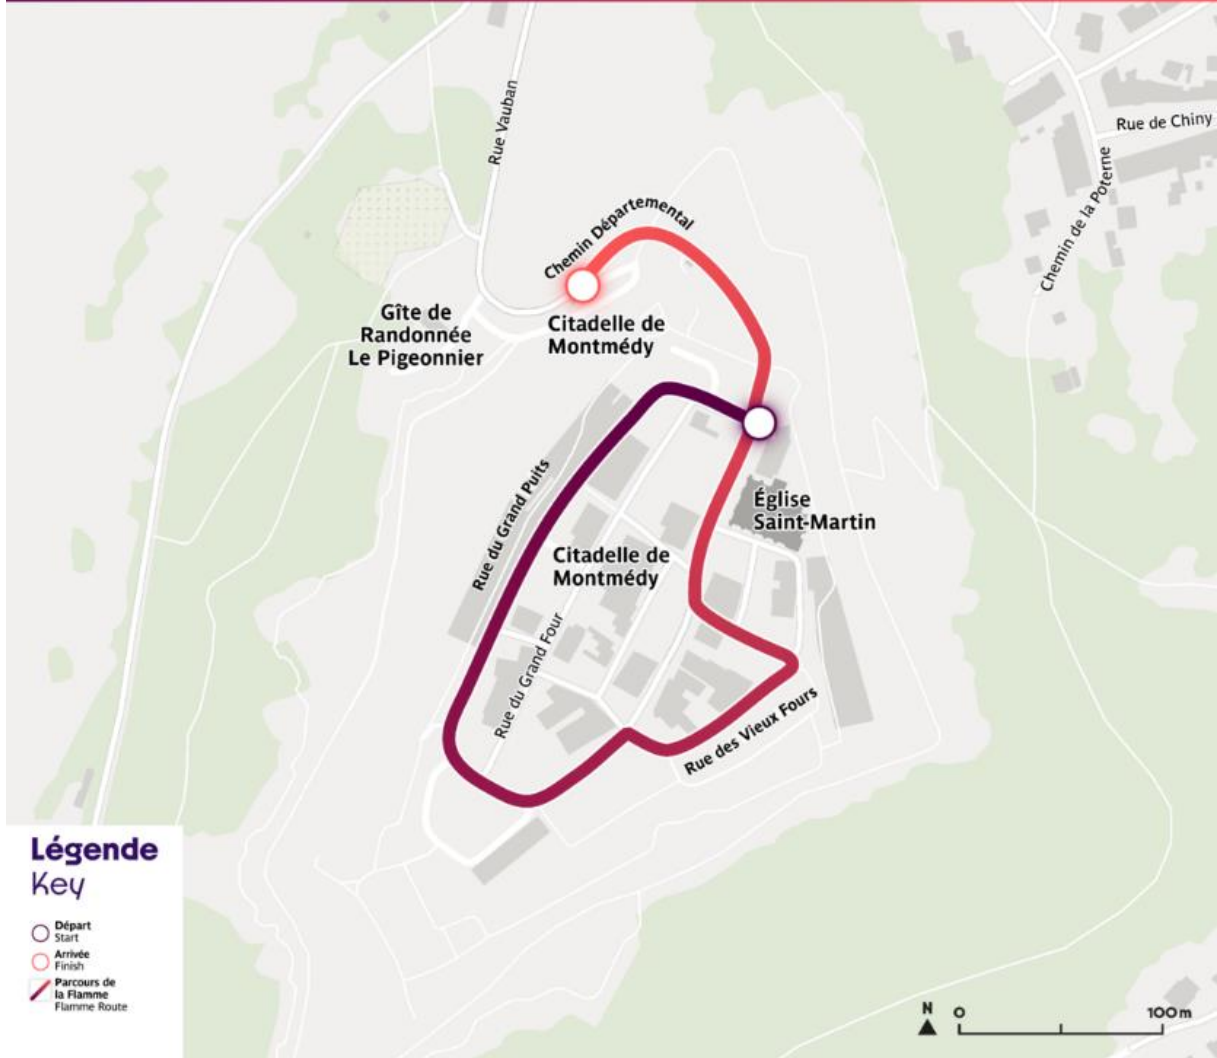 Rue Vauban
Rue de Chiny
Chemin de la Poterne
Chemin Départemental
Gîte de
Randonnée
Le Pigeonnier
Citadelle de
Montmédy
Rue du Grand Puits
Église
Saint-Martin
Citadelle de
Montmédy
Rue du Grand Four
Rue des Vieux Fours
Légende
Key
Départ
Start
Arrivée
Finish
Parcours de
la Flamme
Flamme Route
N
0
100m